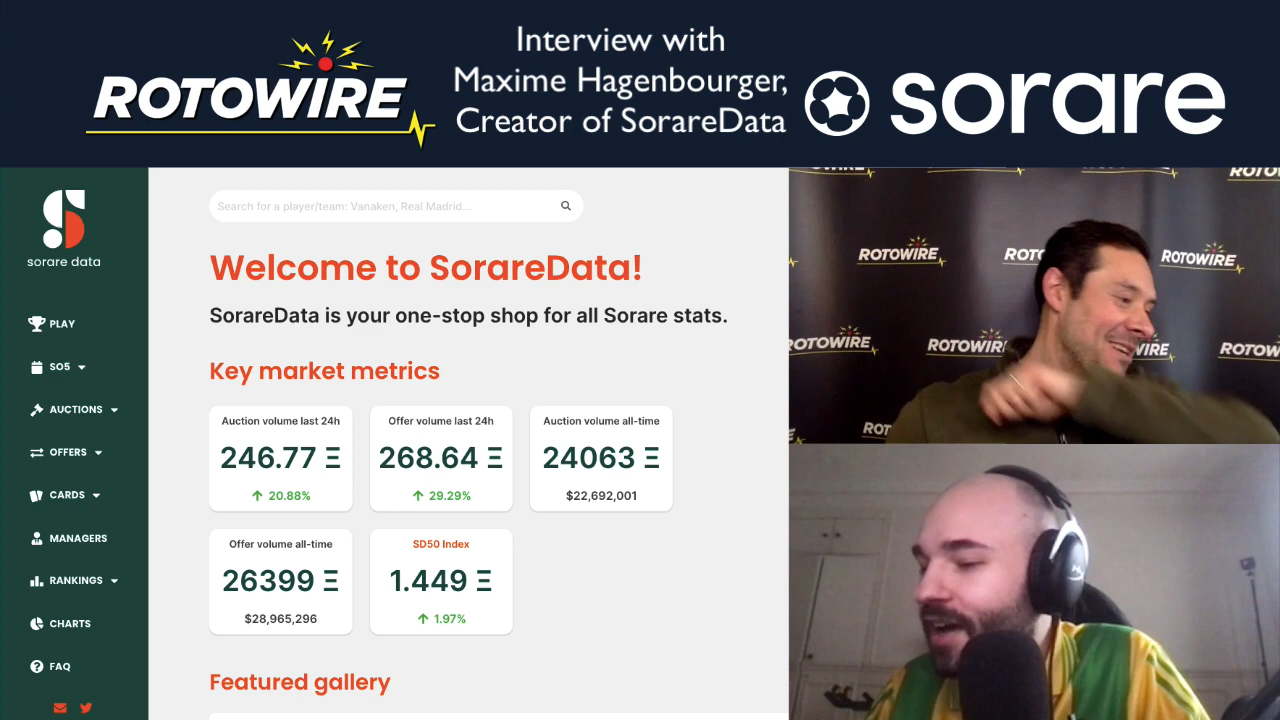 ROTOWIRE
Interview with
Maxime Hagenbourger,
Creator of SorareData
sorare
sorare data
PLAY
SO5
AUCTIONS
OFFERS
CARDS
MANAGERS
RANKINGS
CHARTS
FAQ
Search for a player/team: Vanaken, Real Madrid...
Welcome to SorareData!
SorareData is your one-stop shop for all Sorare stats.
Key market metrics
Auction volume last 24h
246.77 Ξ
20.88%
Offer volume last 24h
268.64 Ξ
29.29%
Auction volume all-time
24063 Ξ
$22,692,001
Offer volume all-time
26399 Ξ
$28,965,296
SD50 Index
1.449 Ξ
1.97%
Featured gallery
ROTOWIRE
ROTO
ROTOWIRE
ROTOWIRE
ROTOWIRE
WIRE
ROTOW
ROT